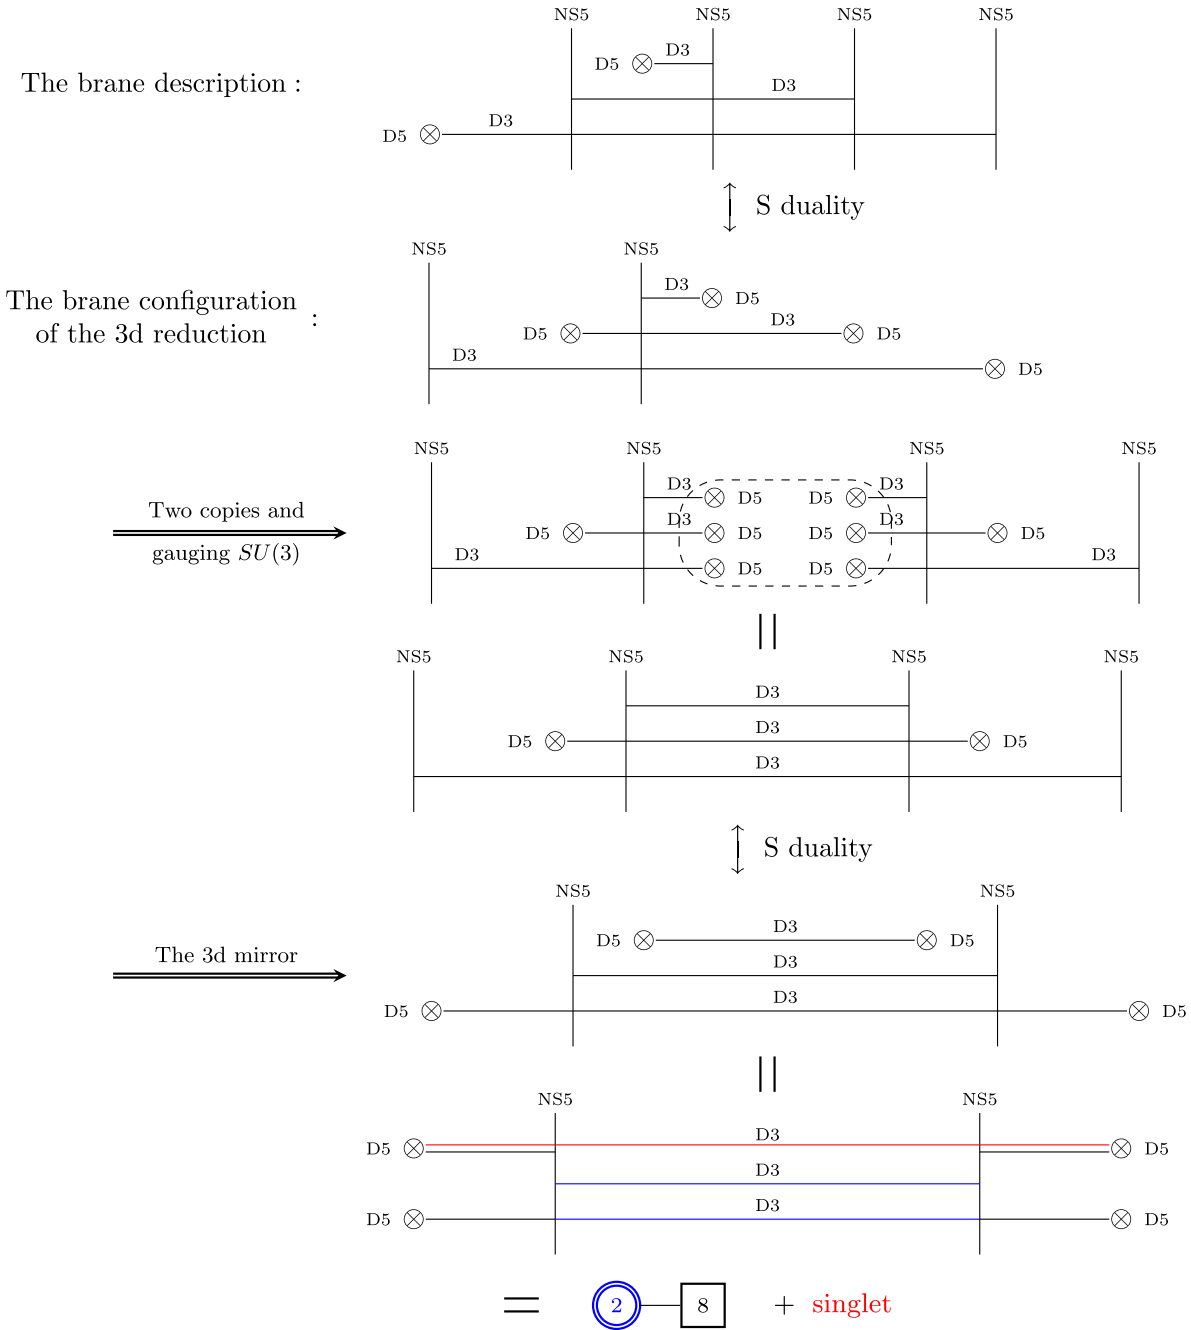 NS5 NS5 NS5 NS5
D5 D3
The brane description :
D3
D5 D3
S duality
NS5 NS5
D3 D5
The brane configuration
of the 3d reduction :
D5 D3 D5
D3 D5
NS5 NS5 NS5 NS5
D3 D5 D5 D3
Two copies and
gauging SU(3)
D5 D3 D5 D5 D3 D5
D3 D5 D5 D3
||
NS5 NS5 NS5 NS5
D3
D5 D3 D5
D3
S duality
NS5 NS5
D5 D3 D5
The 3d mirror
D3
D5 D3 D5
||
NS5 NS5
D5 D3 D5
D3
D5 D3 D5
= 2 8 + singlet